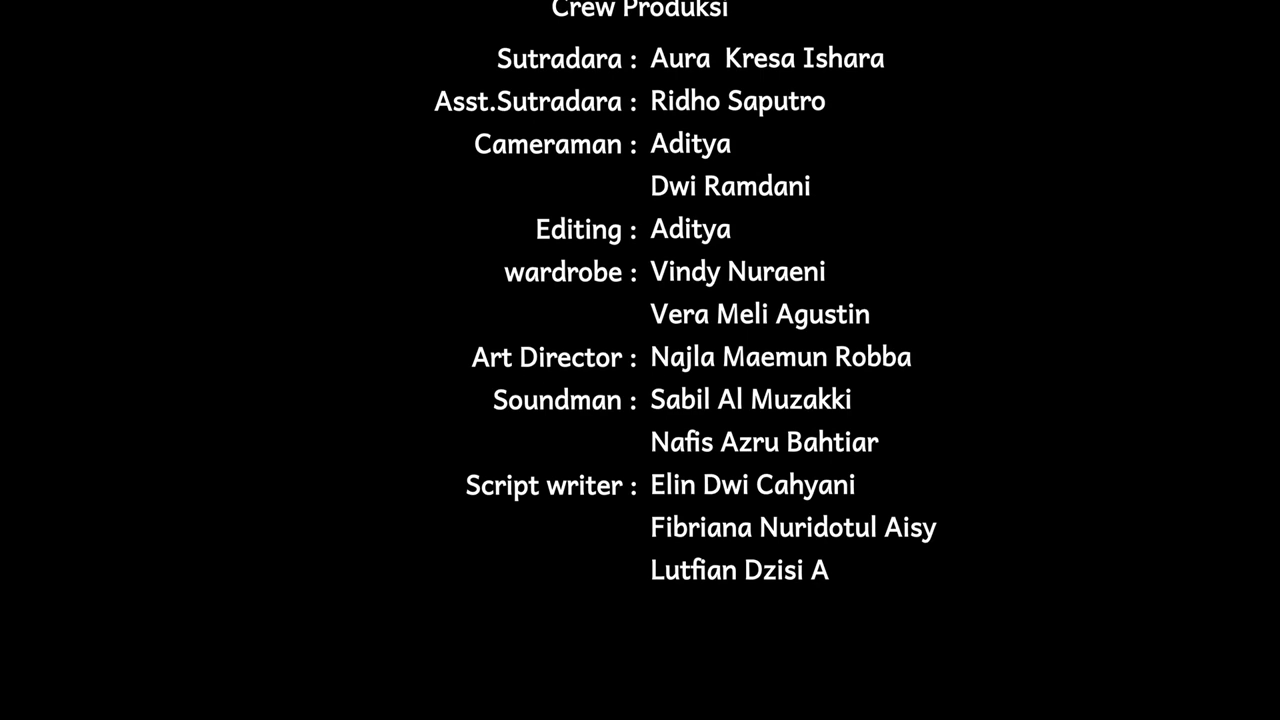 Crew Produksi
Sutradara : Aura  Kresa Ishara
Asst.Sutradara : Ridho Saputro
Cameraman : Aditya
Dwi Ramdani
Editing : Aditya
wardrobe : Vindy Nuraeni
Vera Meli Agustin
Art Director : Najla Maemun Robba
Soundman : Sabil Al Muzakki
Nafis Azru Bahtiar
Script writer : Elin Dwi Cahyani
Fibriana Nuridotul Aisy
Lutfian Dzisi A